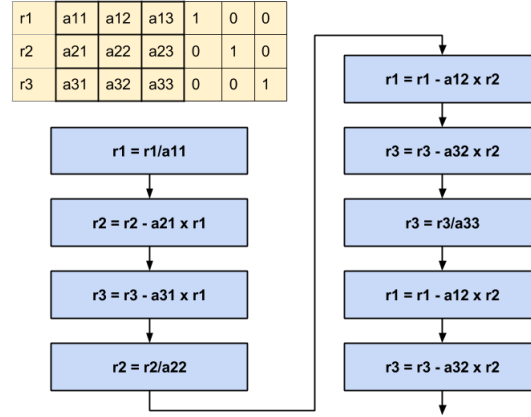 r1 a11 a12 a13 1 0 0
r2 a21 a22 a23 0 1 0
r3 a31 a32 a33 0 0 1
r1 = r1/a11
r2 = r2 - a21 x r1
r3 = r3 - a31 x r1
r2 = r2/a22
r1 = r1 - a12 x r2
r3 = r3 - a32 x r2
r3 = r3/a33
r1 = r1 - a12 x r2
r3 = r3 - a32 x r2